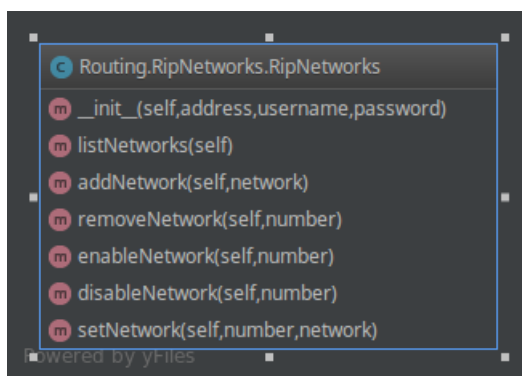 Routing.RipNetworks.RipNetworks
__init__(self,address,username,password)
listNetworks(self)
addNetwork(self,network)
removeNetwork(self,number)
enableNetwork(self,number)
disableNetwork(self,number)
setNetwork(self,number,network)
Powered by yFiles